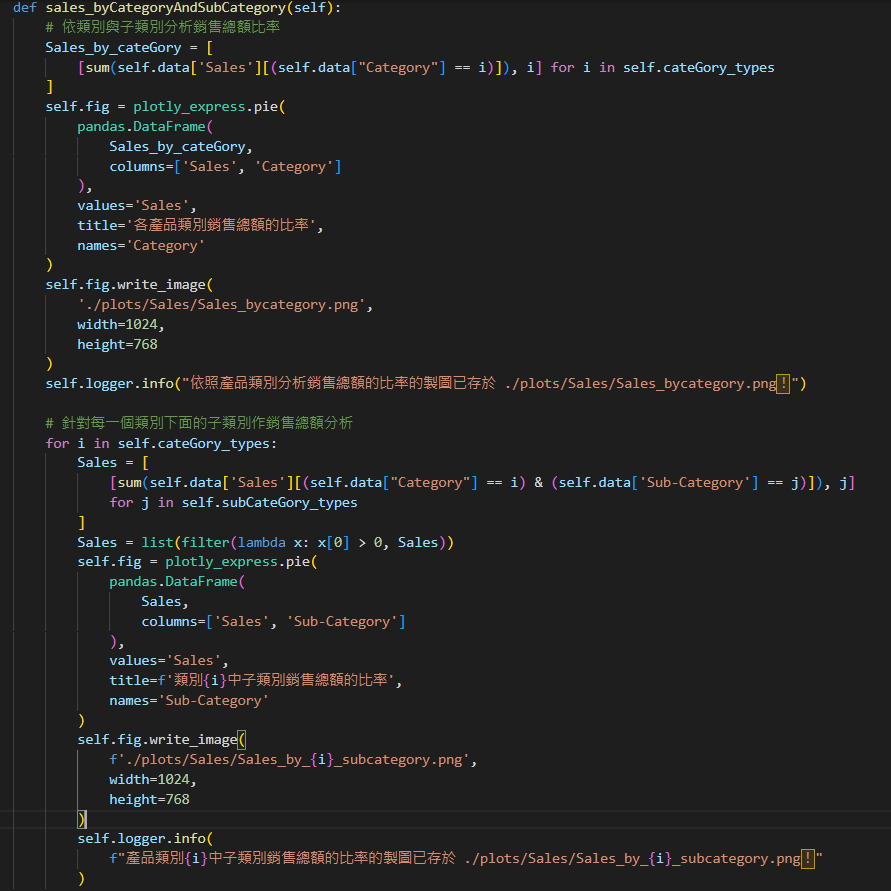 def sales_byCategoryAndSubCategory(self):
    # 依類別與子類別分析銷售總額比率
    Sales_by_cateGory = [
        [sum(self.data['Sales'][(self.data["Category"] == i)]), i] for i in self.cateGory_types
    ]
    self.fig = plotly_express.pie(
        pandas.DataFrame(
            Sales_by_cateGory,
            columns=['Sales', 'Category']
        ),
        values='Sales',
        title='各產品類別銷售總額的比率',
        names='Category'
    )
    self.fig.write_image(
        './plots/Sales/Sales_bycategory.png',
        width=1024,
        height=768
    )
    self.logger.info("依照產品類別分析銷售總額的比率的製圖已存於 ./plots/Sales/Sales_bycategory.png！")
    # 針對每一個類別下面的子類別作銷售總額分析
    for i in self.cateGory_types:
        Sales = [
            [sum(self.data['Sales'][(self.data["Category"] == i) & (self.data['Sub-Category'] == j)]), j]
            for j in self.subCateGory_types
        ]
        Sales = list(filter(lambda x: x[0] > 0, Sales))
        self.fig = plotly_express.pie(
            pandas.DataFrame(
                Sales,
                columns=['Sales', 'Sub-Category']
            ),
            values='Sales',
            title=f'類別{i}中子類別銷售總額的比率',
            names='Sub-Category'
        )
        self.fig.write_image(
            f'./plots/Sales/Sales_by_{i}_subcategory.png',
            width=1024,
            height=768
        )
        self.logger.info(
            f"產品類別{i}中子類別銷售總額的比率的製圖已存於 ./plots/Sales/Sales_by_{i}_subcategory.png！"
        )